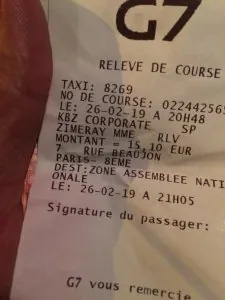 G7
RELEVE DE COURSE
TAXI: 8269
NO DE COURSE: 022442565
LE: 26-02-19 A 20H48
KBZ CORPORATE SP
ZIMERAY MME RLV
MONTANT = 15,10 EUR
7 RUE BEAUJON
PARIS- 8EME
DEST:ZONE ASSEMBLEE NATI
ONALE
LE: 26-02-19 A 21H05
Signature du passager:
G7 vous remercie